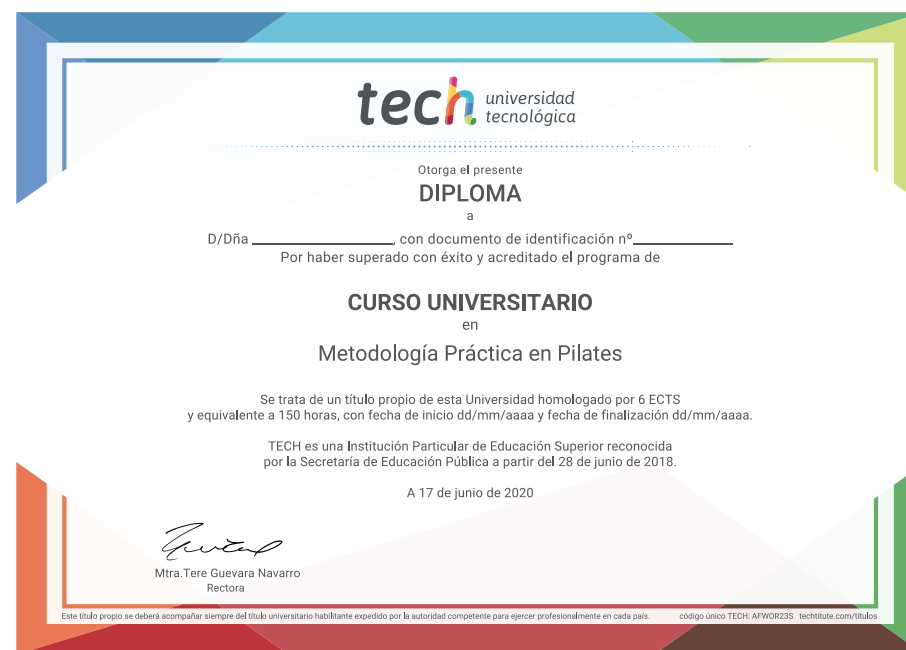 tech universidad
tecnológica
Otorga el presente
DIPLOMA
a
D/Dña ____________________, con documento de identificación nº______________
Por haber superado con éxito y acreditado el programa de
CURSO UNIVERSITARIO
en
Metodología Práctica en Pilates
Se trata de un título propio de esta Universidad homologado por 6 ECTS
y equivalente a 150 horas, con fecha de inicio dd/mm/aaaa y fecha de finalización dd/mm/aaaa.
TECH es una Institución Particular de Educación Superior reconocida
por la Secretaría de Educación Pública a partir del 28 de junio de 2018.
A 17 de junio de 2020
Mtra.Tere Guevara Navarro
Rectora
Este título propio se deberá acompañar siempre del título universitario habilitante expedido por la autoridad competente para ejercer profesionalmente en cada país. código único TECH: AFWOR23S techtitute.com/titulos